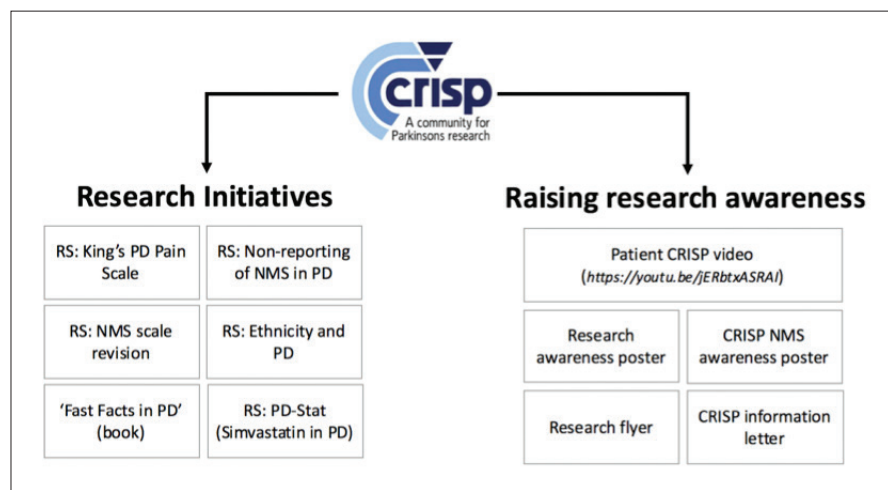 crisp
A community for
Parkinsons research
Research Initiatives
RS: King's PD Pain
Scale
RS: Non-reporting
of NMS in PD
RS: NMS scale
revision
RS: Ethnicity and
PD
'Fast Facts in PD'
(book)
RS: PD-Stat
(Simvastatin in PD)
Raising research awareness
Patient CRISP video
(https://youtu.be/jERbtxASRAI)
Research
awareness poster
CRISP NMS
awareness poster
Research flyer
CRISP information
letter